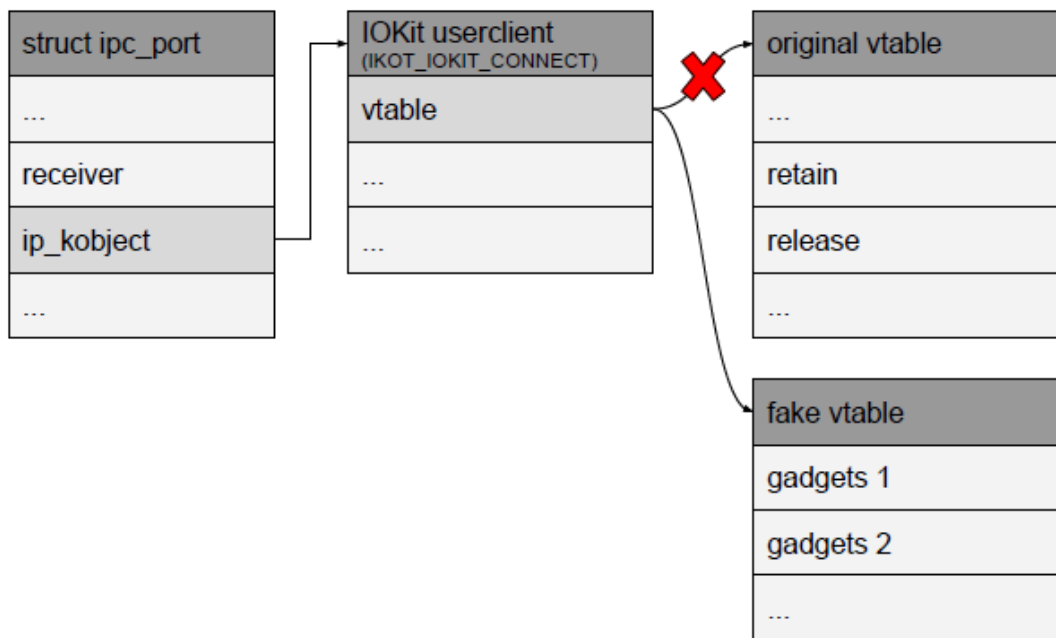 struct ipc_port
...
receiver
ip_kobject
...
IOKit userclient
(IKOT_IOKIT_CONNECT)
vtable
...
...
original vtable
...
retain
release
...
fake vtable
gadgets 1
gadgets 2
...